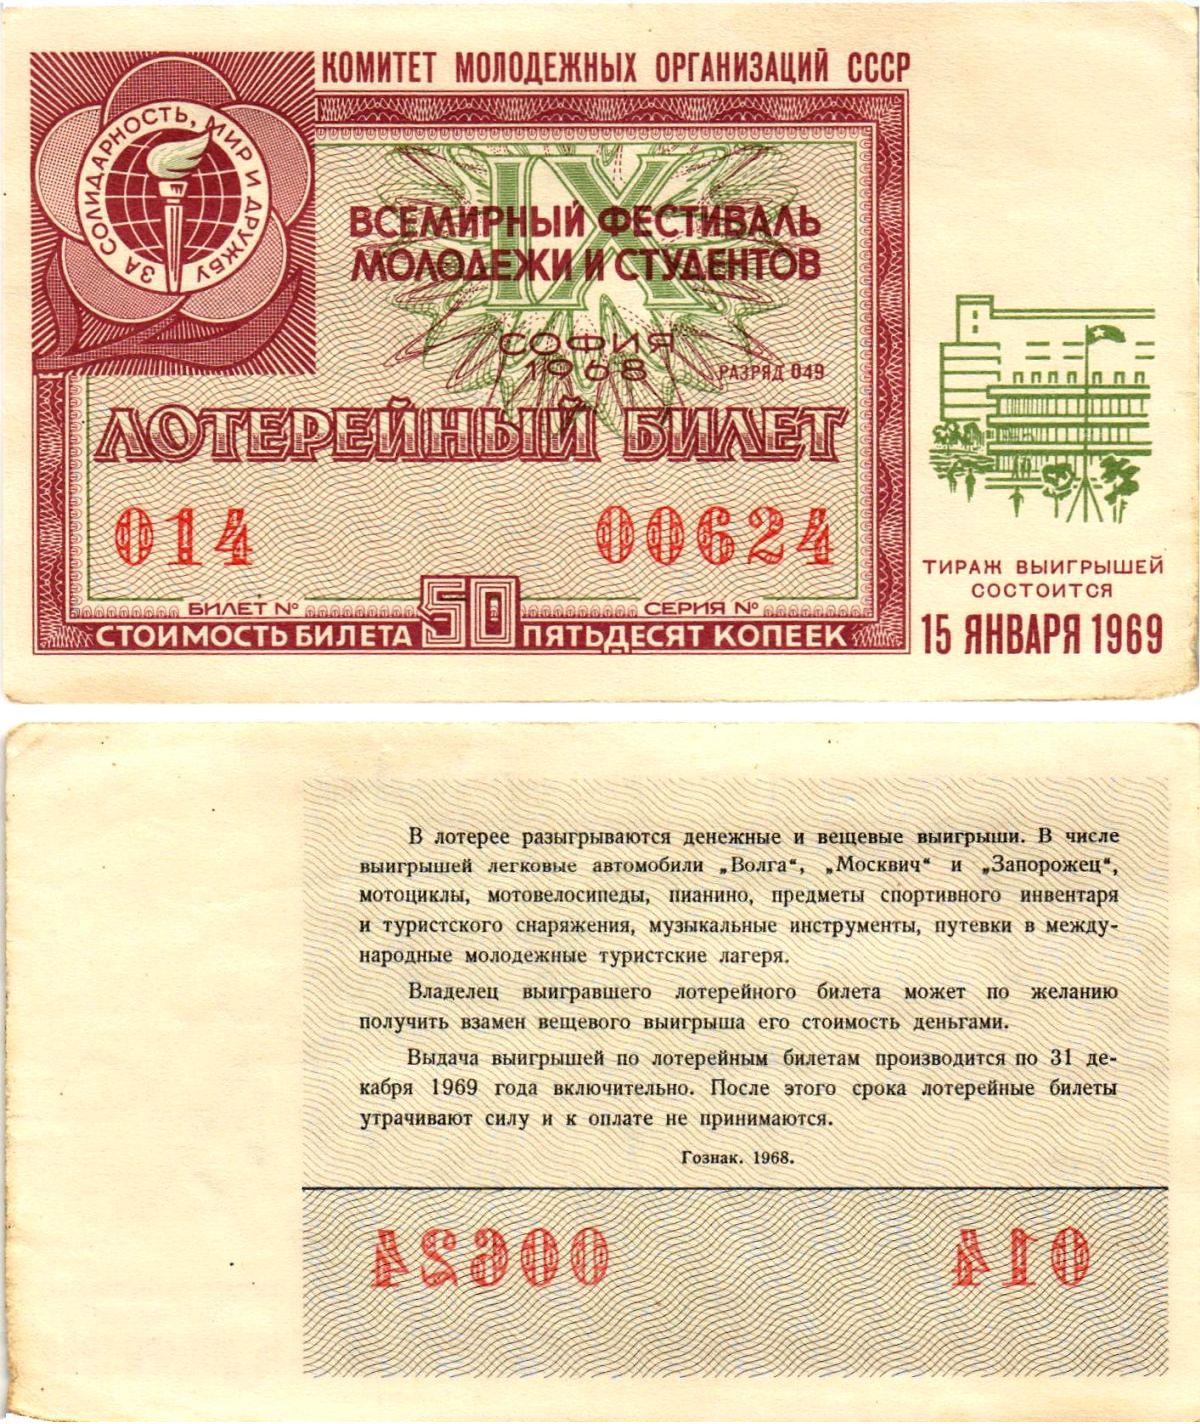 КОМИТЕТ МОЛОДЕЖНЫХ ОРГАНИЗАЦИЙ СССР
ЗА СОЛИДАРНОСТЬ, МИР И ДРУЖБУ
IX
ВСЕМИРНЫЙ ФЕСТИВАЛЬ
МОЛОДЕЖИ И СТУДЕНТОВ
СОФИЯ
1968
РАЗРЯД 049
ЛОТЕРЕЙНЫЙ БИЛЕТ
014 00624
БИЛЕТ № СЕРИЯ №
СТОИМОСТЬ БИЛЕТА 50 ПЯТЬДЕСЯТ КОПЕЕК
ТИРАЖ ВЫИГРЫШЕЙ
СОСТОИТСЯ
15 ЯНВАРЯ 1969
В лотерее разыгрываются денежные и вещевые выигрыши. В числе
выигрышей легковые автомобили „Волга“, „Москвич“ и „Запорожец“,
мотоциклы, мотовелосипеды, пианино, предметы спортивного инвентаря
и туристского снаряжения, музыкальные инструменты, путевки в между-
народные молодежные туристские лагеря.
Владелец выигравшего лотерейного билета может по желанию
получить взамен вещевого выигрыша его стоимость деньгами.
Выдача выигрышей по лотерейным билетам производится по 31 де-
кабря 1969 года включительно. После этого срока лотерейные билеты
утрачивают силу и к оплате не принимаются.
Гознак. 1968.
00624 014